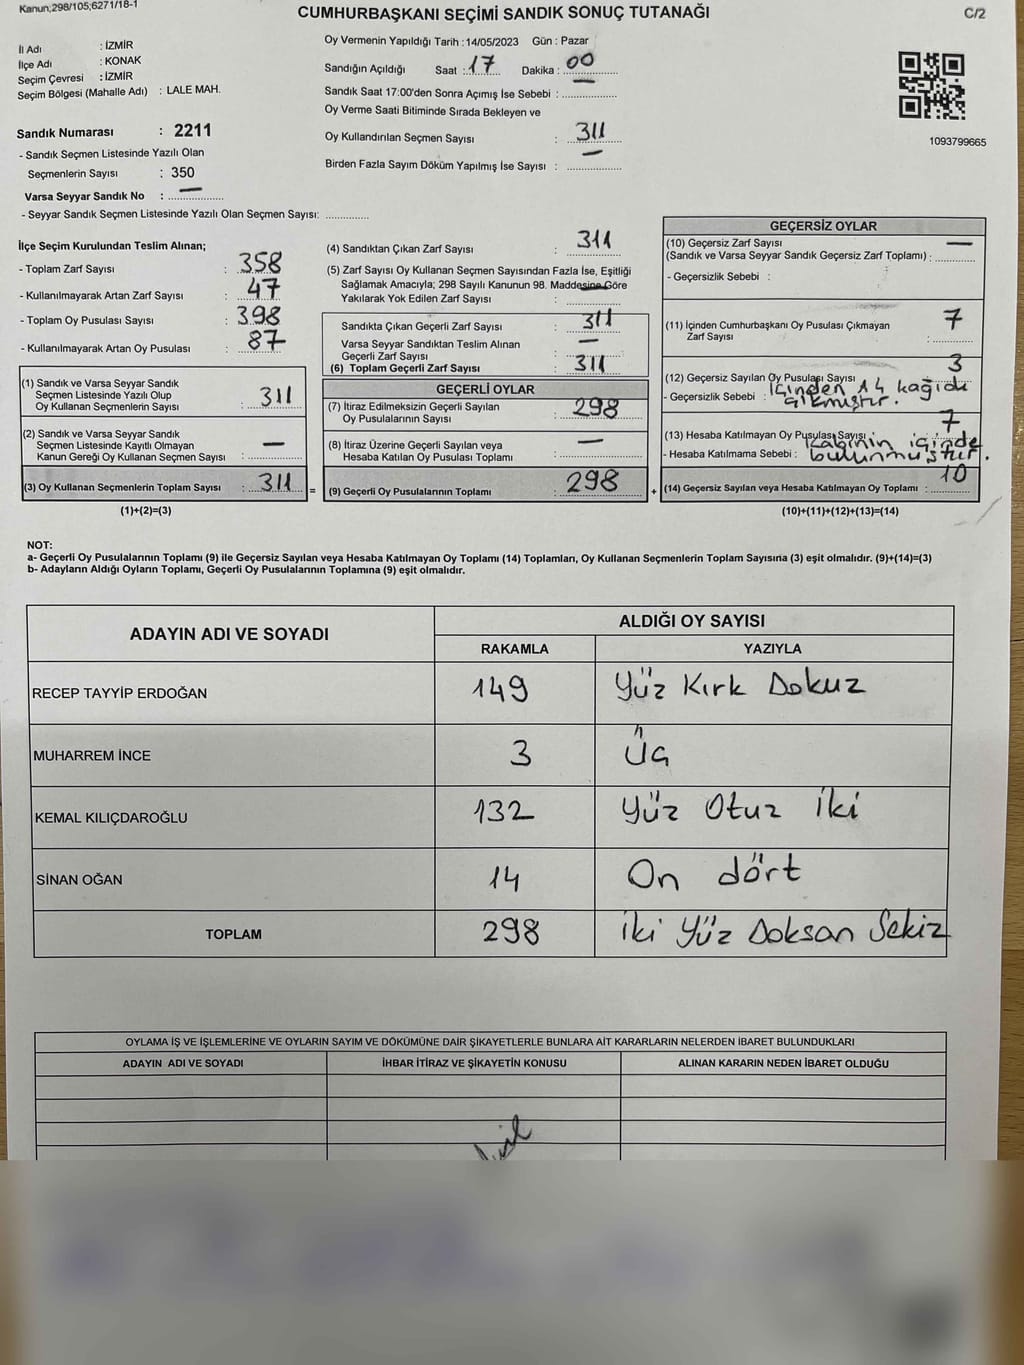 Kanun;298/105;6271/18-1
CUMHURBAŞKANI SEÇİMİ SANDIK SONUÇ TUTANAĞI
C/2
İl Adı : İZMİR
İlçe Adı : KONAK
Seçim Çevresi : İZMİR
Seçim Bölgesi (Mahalle Adı) : LALE MAH.
Sandık Numarası : 2211
- Sandık Seçmen Listesinde Yazılı Olan
Seçmenlerin Sayısı : 350
Varsa Seyyar Sandık No : —
- Seyyar Sandık Seçmen Listesinde Yazılı Olan Seçmen Sayısı:
Oy Vermenin Yapıldığı Tarih :14/05/2023 Gün : Pazar
Sandığın Açıldığı Saat : 17 Dakika : 00
Sandık Saat 17:00'den Sonra Açımış İse Sebebi : —
Oy Verme Saati Bitiminde Sırada Bekleyen ve
Oy Kullandırılan Seçmen Sayısı : 311
Birden Fazla Sayım Döküm Yapılmış İse Sayısı : —
1093799665
İlçe Seçim Kurulundan Teslim Alınan;
- Toplam Zarf Sayısı : 358
- Kullanılmayarak Artan Zarf Sayısı : 47
- Toplam Oy Pusulası Sayısı : 398
- Kullanılmayarak Artan Oy Pusulası : 87
(1) Sandık ve Varsa Seyyar Sandık
Seçmen Listesinde Yazılı Olup
Oy Kullanan Seçmenlerin Sayısı : 311
(2) Sandık ve Varsa Seyyar Sandık
Seçmen Listesinde Kayıtlı Olmayan
Kanun Gereği Oy Kullanan Seçmen Sayısı : —
(3) Oy Kullanan Seçmenlerin Toplam Sayısı : 311 =
(1)+(2)=(3)
(4) Sandıktan Çıkan Zarf Sayısı : 311
(5) Zarf Sayısı Oy Kullanan Seçmen Sayısından Fazla İse, Eşitliği
Sağlamak Amacıyla; 298 Sayılı Kanunun 98. Maddesine Göre
Yakılarak Yok Edilen Zarf Sayısı : —
Sandıkta Çıkan Geçerli Zarf Sayısı : 311
Varsa Seyyar Sandıktan Teslim Alınan
Geçerli Zarf Sayısı : —
(6) Toplam Geçerli Zarf Sayısı : 311
GEÇERLİ OYLAR
(7) İtiraz Edilmeksizin Geçerli Sayılan
Oy Pusulalarının Sayısı : 298
(8) İtiraz Üzerine Geçerli Sayılan veya
Hesaba Katılan Oy Pusulası Toplamı : —
(9) Geçerli Oy Pusulalarının Toplamı : 298 +
GEÇERSİZ OYLAR
(10) Geçersiz Zarf Sayısı
(Sandık ve Varsa Seyyar Sandık Geçersiz Zarf Toplamı) : —
- Geçersizlik Sebebi :
(11) İçinden Cumhurbaşkanı Oy Pusulası Çıkmayan
Zarf Sayısı : 7
(12) Geçersiz Sayılan Oy Pusulası Sayısı : 3
- Geçersizlik Sebebi : İçinden 14 kağıdı
çıkmıştır.
(13) Hesaba Katılmayan Oy Pusulası Sayısı : 7
- Hesaba Katılmama Sebebi : Kabinin içinde
bulunmuştur.
(14) Geçersiz Sayılan veya Hesaba Katılmayan Oy Toplamı : 10
(10)+(11)+(12)+(13)=(14)
NOT:
a- Geçerli Oy Pusulalarının Toplamı (9) ile Geçersiz Sayılan veya Hesaba Katılmayan Oy Toplamı (14) Toplamları, Oy Kullanan Seçmenlerin Toplam Sayısına (3) eşit olmalıdır. (9)+(14)=(3)
b- Adayların Aldığı Oyların Toplamı, Geçerli Oy Pusulalarının Toplamına (9) eşit olmalıdır.
ADAYIN ADI VE SOYADI ALDIĞI OY SAYISI
RAKAMLA YAZIYLA
RECEP TAYYİP ERDOĞAN 149 Yüz Kırk Dokuz
MUHARREM İNCE 3 Üç
KEMAL KILIÇDAROĞLU 132 Yüz Otuz İki
SİNAN OĞAN 14 On dört
TOPLAM 298 İki Yüz Doksan Sekiz
OYLAMA İŞ VE İŞLEMLERİNE VE OYLARIN SAYIM VE DÖKÜMÜNE DAİR ŞİKAYETLERLE BUNLARA AİT KARARLARIN NELERDEN İBARET BULUNDUKLARI
ADAYIN ADI VE SOYADI İHBAR İTİRAZ VE ŞİKAYETİN KONUSU ALINAN KARARIN NEDEN İBARET OLDUĞU